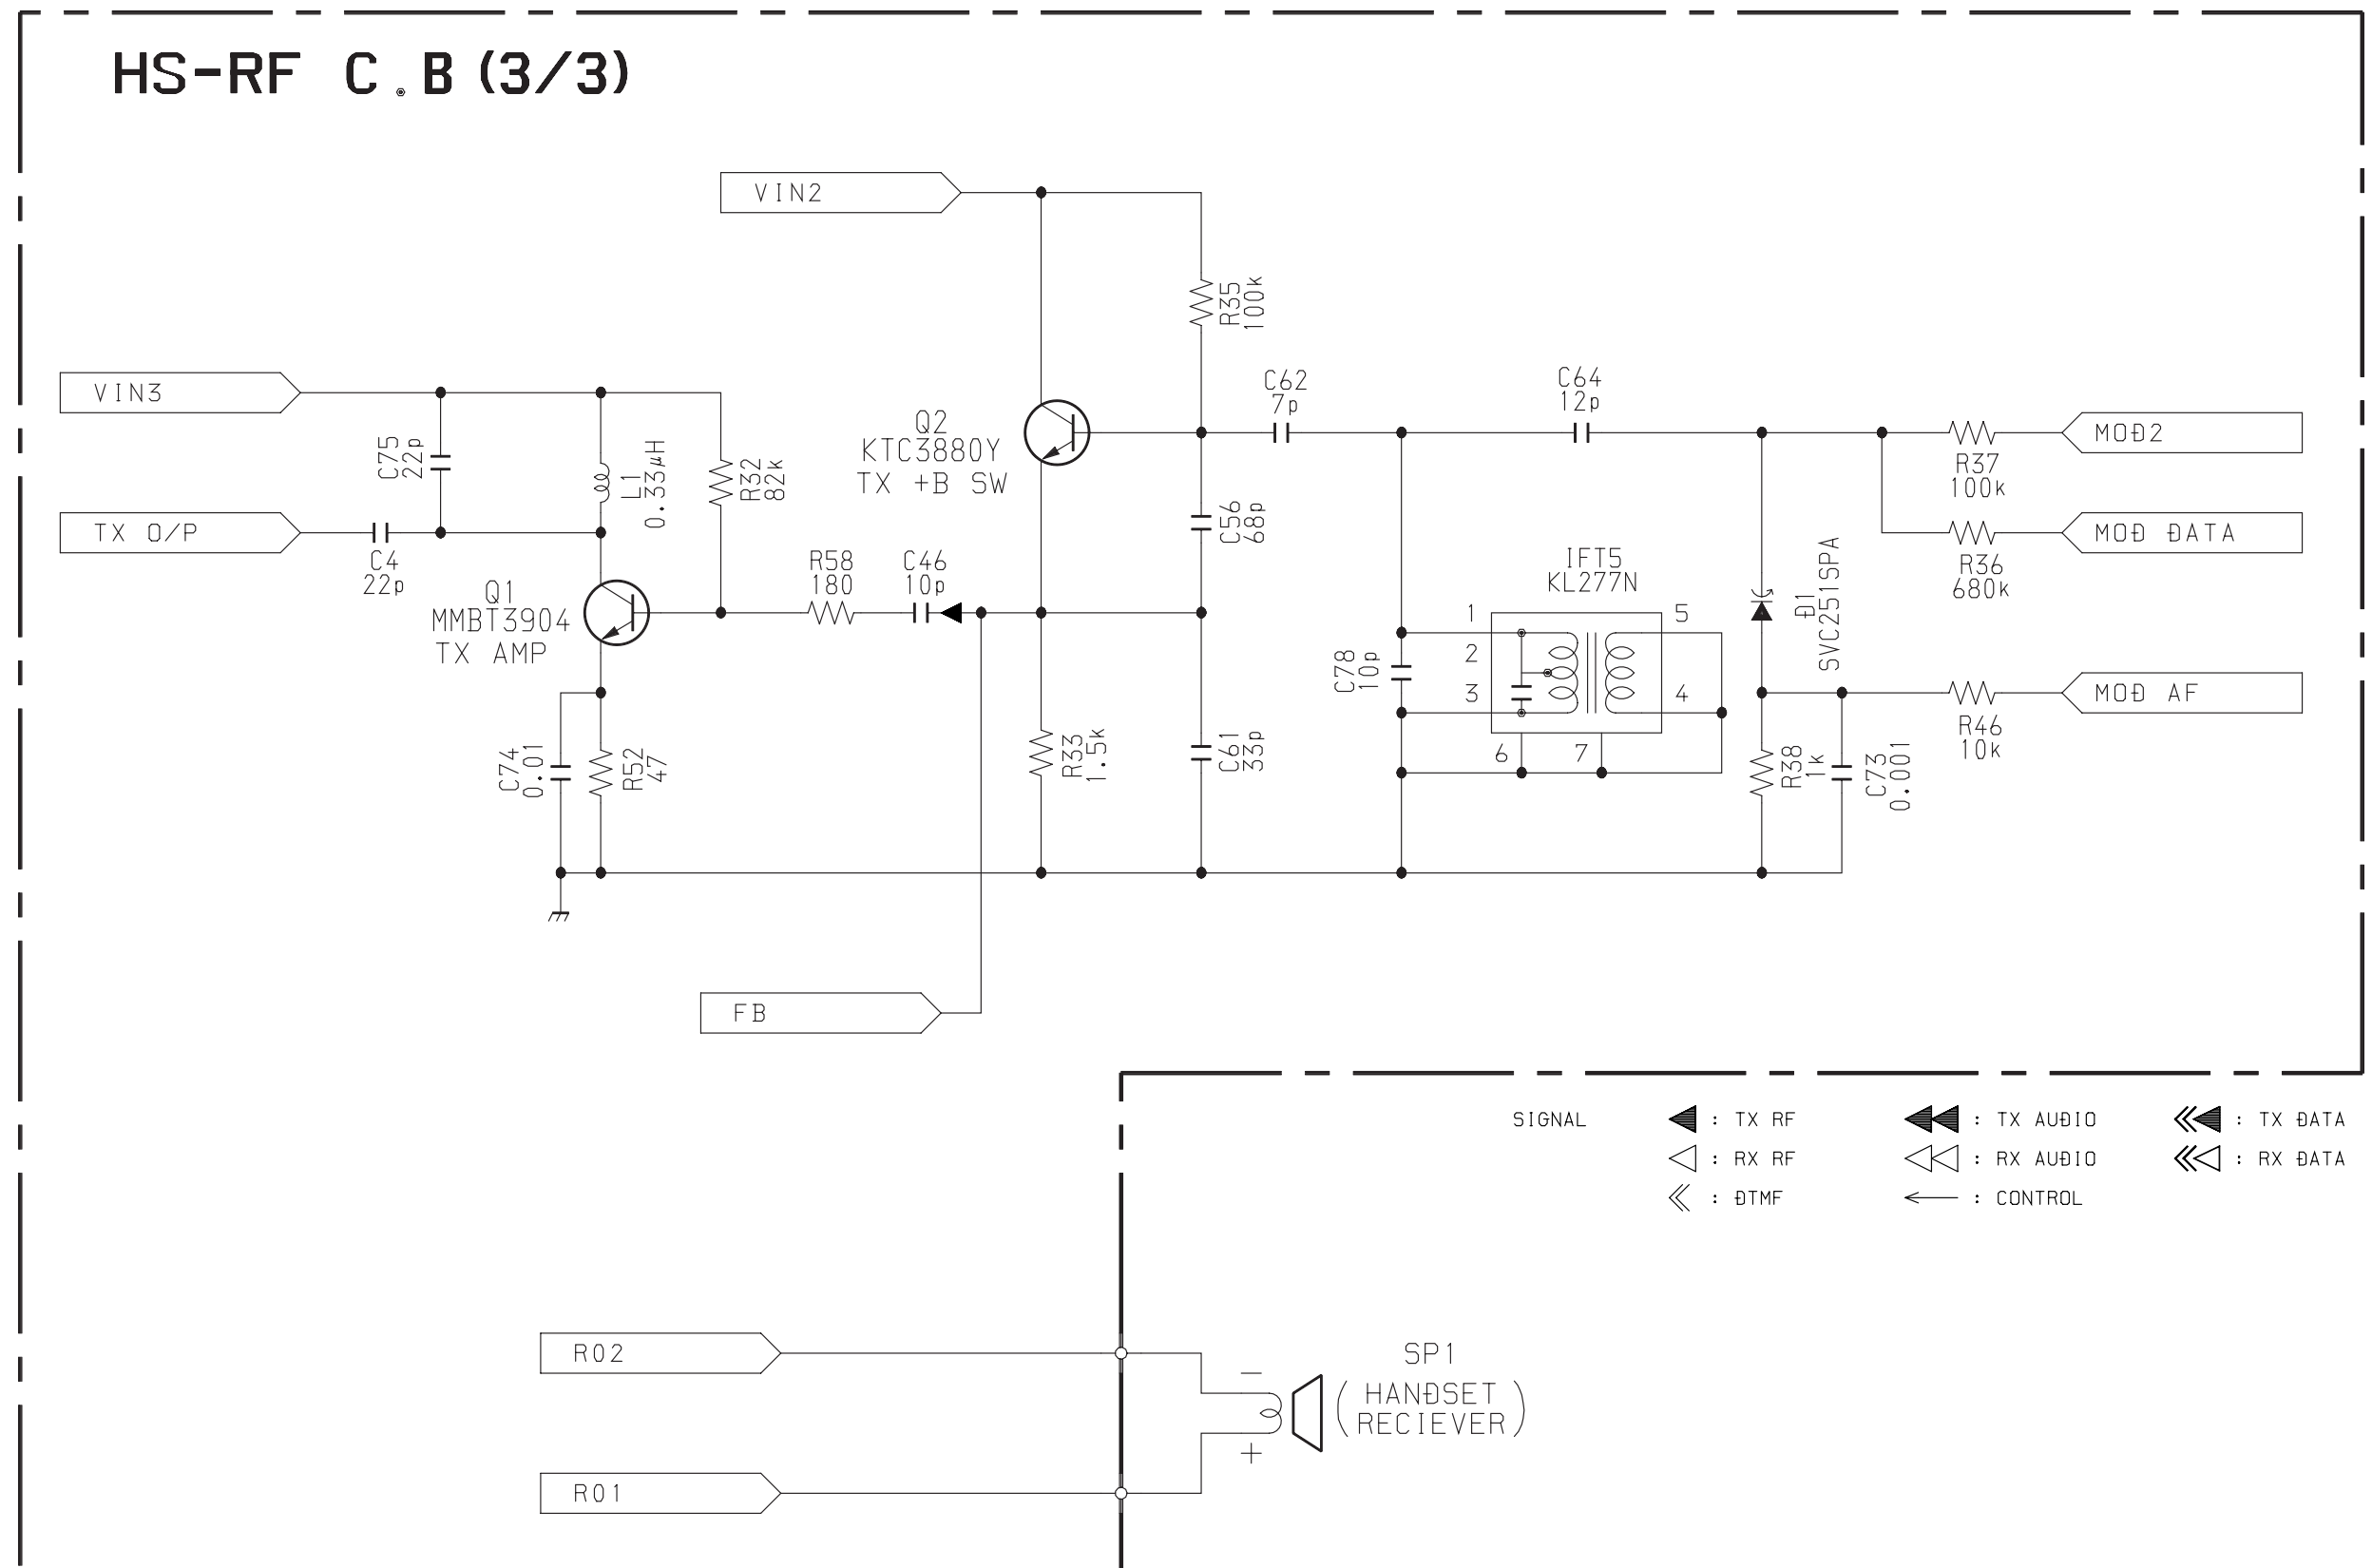 HS-RF C.B (3/3)
VIN2
R35
100k
VIN3
C75
22p
L1
0.33μH
R32
82k
Q2
KTC3880Y
TX +B SW
C62
7p
C64
12p
MOD2
R37
100k
TX O/P
C4
22p
C56
68p
MOD DATA
R36
680k
Q1
MMBT3904
TX AMP
R58
180
C46
10p
IFT5
KL277N
1
2
3
5
4
6
7
D1
SVC251SPA
C78
10p
MOD AF
R46
10k
C74
0.01
R52
47
R33
1.5k
C61
33p
R38
1k
C73
0.001
FB
SIGNAL : TX RF : TX AUDIO : TX DATA
: RX RF : RX AUDIO : RX DATA
: DTMF : CONTROL
R02
SP1
(HANDSET
RECIEVER)
−
+
R01